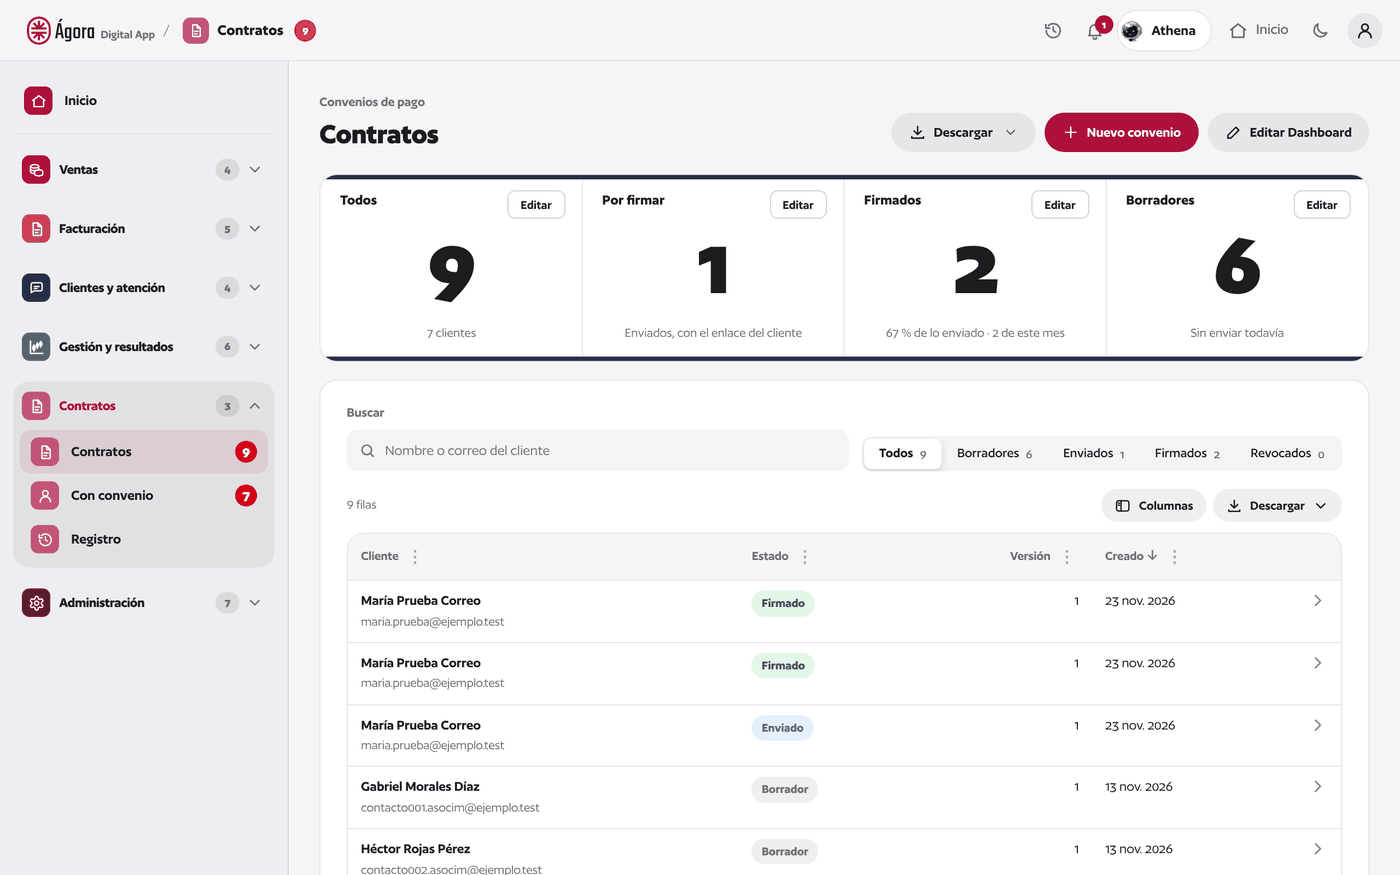 Ágora Digital App / Contratos 9
1 Athena Inicio
Inicio
Ventas 4
Facturación 5
Clientes y atención 4
Gestión y resultados 6
Contratos 3
Contratos 9
Con convenio 7
Registro
Administración 7
Convenios de pago
Contratos
Descargar Nuevo convenio Editar Dashboard
Todos Editar
9
7 clientes
Por firmar Editar
1
Enviados, con el enlace del cliente
Firmados Editar
2
67 % de lo enviado · 2 de este mes
Borradores Editar
6
Sin enviar todavía
Buscar
Nombre o correo del cliente
Todos 9 Borradores 6 Enviados 1 Firmados 2 Revocados 0
9 filas
Columnas Descargar
Cliente Estado Versión Creado
María Prueba Correo Firmado 1 23 nov. 2026
maria.prueba@ejemplo.test
María Prueba Correo Firmado 1 23 nov. 2026
maria.prueba@ejemplo.test
María Prueba Correo Enviado 1 23 nov. 2026
maria.prueba@ejemplo.test
Gabriel Morales Díaz Borrador 1 13 nov. 2026
contacto001.asocim@ejemplo.test
Héctor Rojas Pérez Borrador 1 13 nov. 2026
contacto002.asocim@ejemplo.test